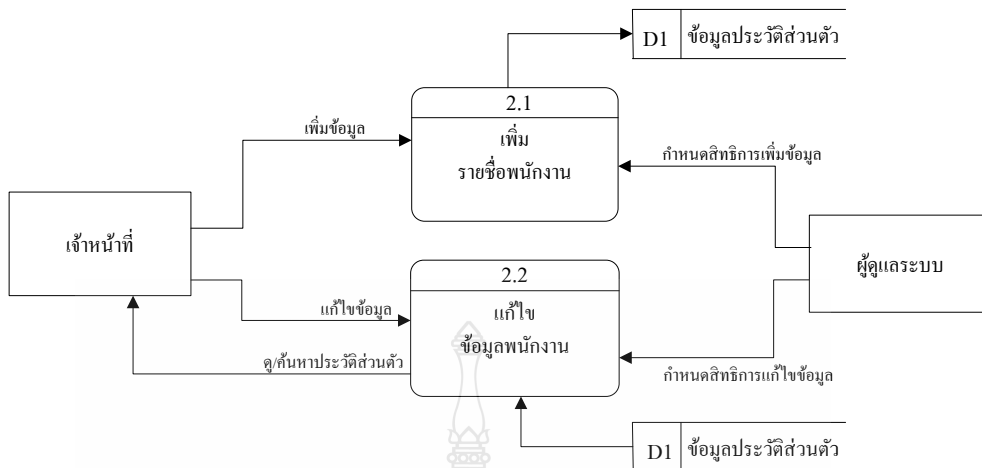 D1 ข้อมูลประวัติส่วนตัว
2.1
เพิ่ม
รายชื่อพนักงาน
เพิ่มข้อมูล
กำหนดสิทธิการเพิ่มข้อมูล
เจ้าหน้าที่
ผู้ดูแลระบบ
2.2
แก้ไข
ข้อมูลพนักงาน
แก้ไขข้อมูล
ดู/ค้นหาประวัติส่วนตัว
กำหนดสิทธิการแก้ไขข้อมูล
D1 ข้อมูลประวัติส่วนตัว